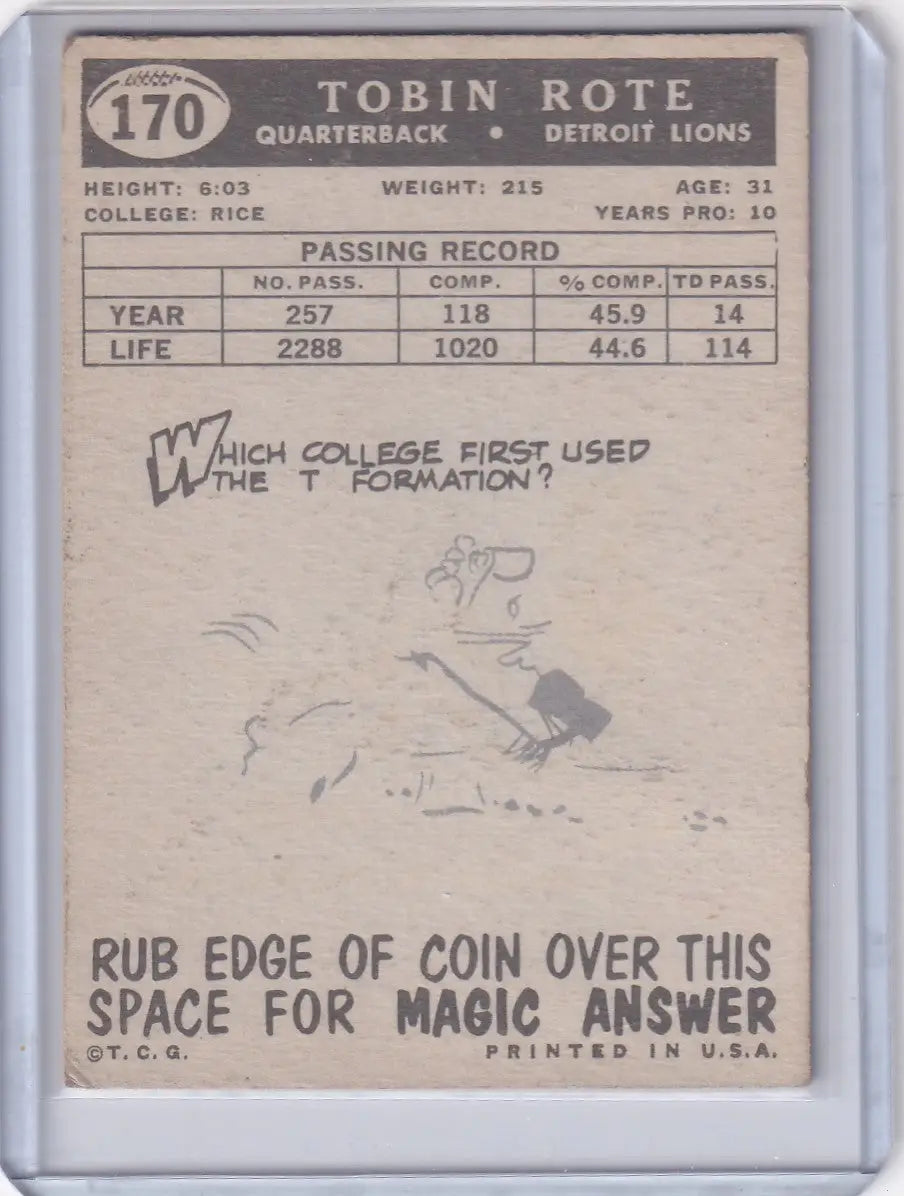 170
TOBIN ROTE
QUARTERBACK • DETROIT LIONS
HEIGHT: 6:03 WEIGHT: 215 AGE: 31
COLLEGE: RICE YEARS PRO: 10
PASSING RECORD
NO. PASS. COMP. % COMP. TD PASS.
YEAR 257 118 45.9 14
LIFE 2288 1020 44.6 114
WHICH COLLEGE FIRST USED
THE T FORMATION?
RUB EDGE OF COIN OVER THIS
SPACE FOR MAGIC ANSWER
©T. C. G. PRINTED IN U.S.A.